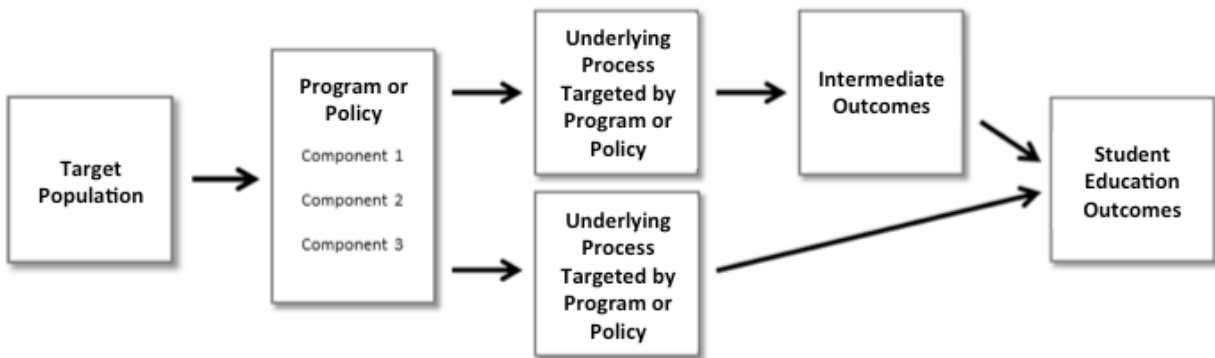 Target
Population
Program or
Policy
Component 1
Component 2
Component 3
Underlying
Process
Targeted by
Program or
Policy
Underlying
Process
Targeted by
Program or
Policy
Intermediate
Outcomes
Student
Education
Outcomes